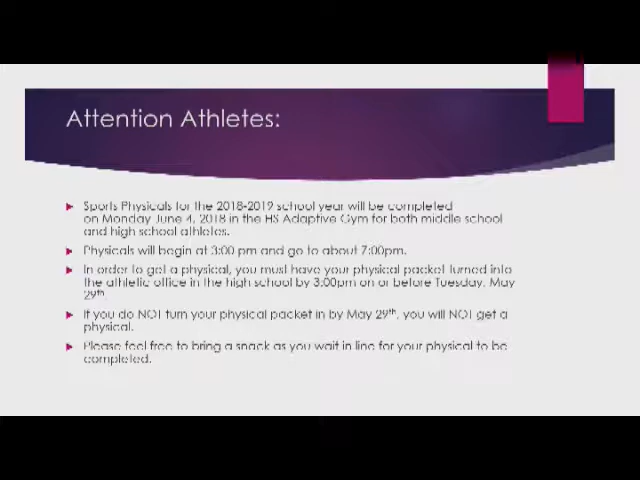 Attention Athletes:
Sports Physicals for the 2018-2019 school year will be completed
on Monday June 4, 2018 in the HS Adaptive Gym for both middle school
and high school athletes.
Physicals will begin at 3:00 pm and go to about 7:00pm.
In order to get a physical, you must have your physical packet turned into
the athletic office in the high school by 3:00pm on or before Tuesday, May
29th.
If you do NOT turn your physical packet in by May 29th, you will NOT get a
physical.
Please feel free to bring a snack as you wait in line for your physical to be
completed.